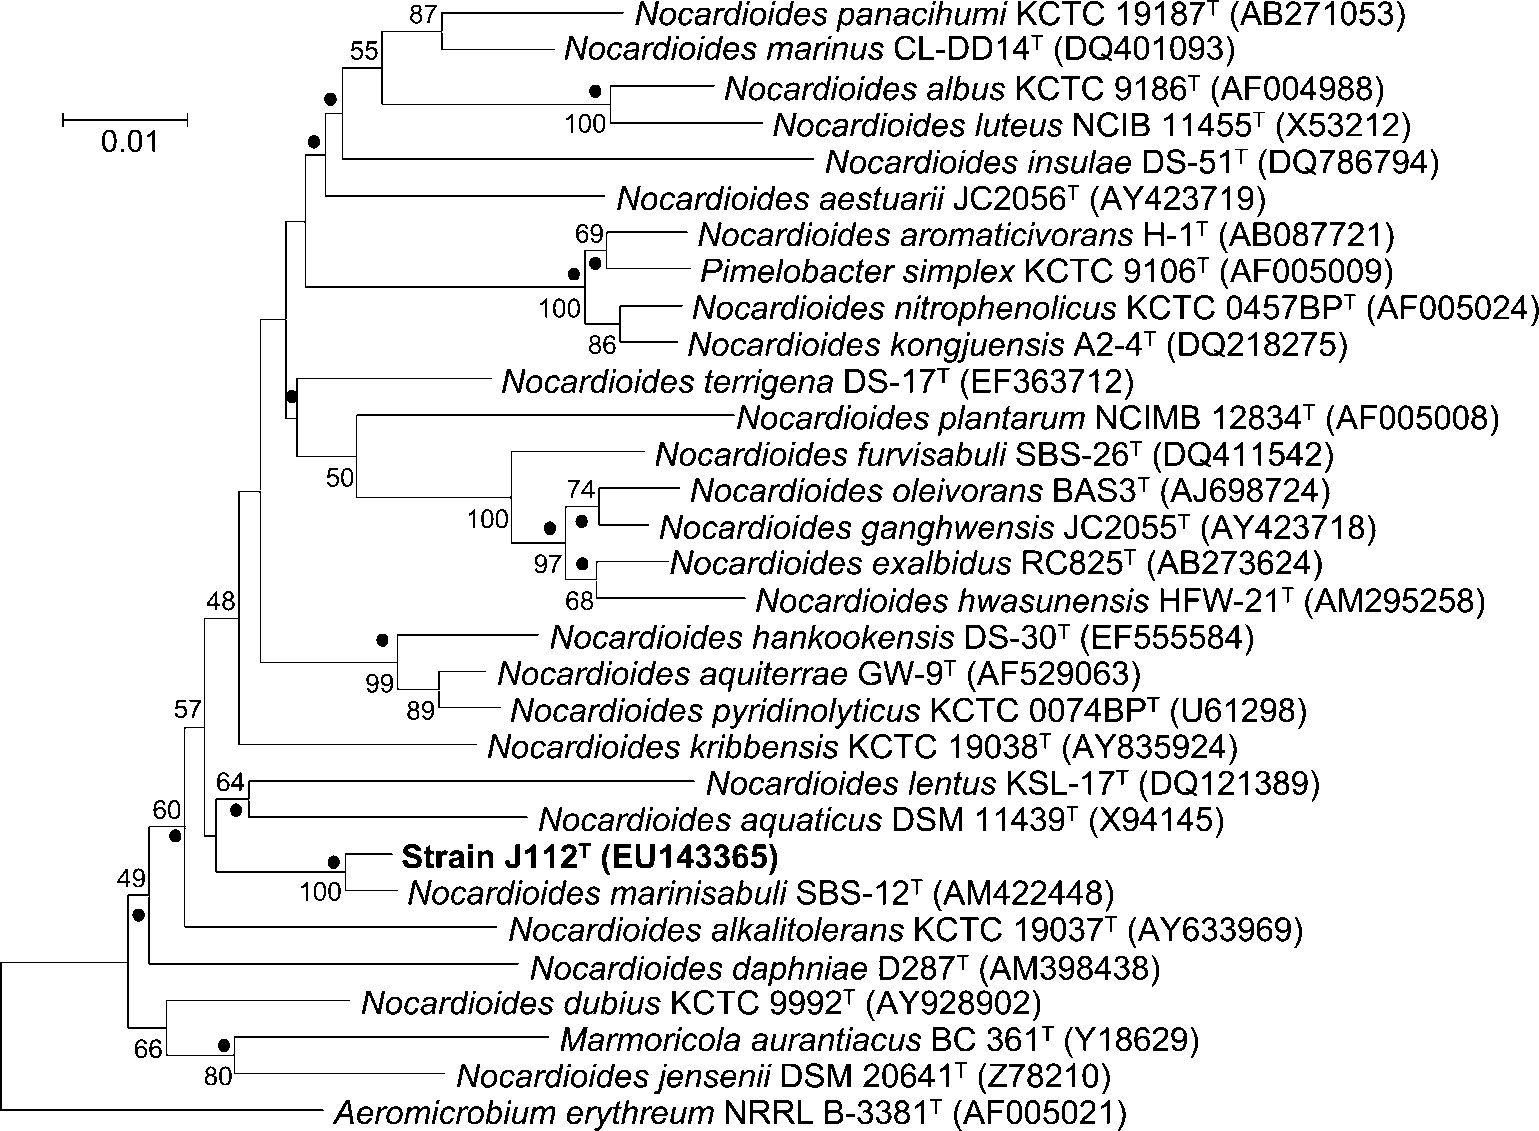 87 Nocardioides panacihumi KCTC 19187ᵀ (AB271053)
55 Nocardioides marinus CL-DD14ᵀ (DQ401093)
Nocardioides albus KCTC 9186ᵀ (AF004988)
0.01
100 Nocardioides luteus NCIB 11455ᵀ (X53212)
Nocardioides insulae DS-51ᵀ (DQ786794)
Nocardioides aestuarii JC2056ᵀ (AY423719)
69 Nocardioides aromaticivorans H-1ᵀ (AB087721)
Pimelobacter simplex KCTC 9106ᵀ (AF005009)
100 Nocardioides nitrophenolicus KCTC 0457BPᵀ (AF005024)
86 Nocardioides kongjuensis A2-4ᵀ (DQ218275)
Nocardioides terrigena DS-17ᵀ (EF363712)
Nocardioides plantarum NCIMB 12834ᵀ (AF005008)
Nocardioides furvisabuli SBS-26ᵀ (DQ411542)
50
74 Nocardioides oleivorans BAS3ᵀ (AJ698724)
100 Nocardioides ganghwensis JC2055ᵀ (AY423718)
97 Nocardioides exalbidus RC825ᵀ (AB273624)
48 68 Nocardioides hwasunensis HFW-21ᵀ (AM295258)
Nocardioides hankookensis DS-30ᵀ (EF555584)
99 Nocardioides aquiterrae GW-9ᵀ (AF529063)
57 89 Nocardioides pyridinolyticus KCTC 0074BPᵀ (U61298)
Nocardioides kribbensis KCTC 19038ᵀ (AY835924)
64 Nocardioides lentus KSL-17ᵀ (DQ121389)
60 Nocardioides aquaticus DSM 11439ᵀ (X94145)
Strain J112ᵀ (EU143365)
49 100 Nocardioides marinisabuli SBS-12ᵀ (AM422448)
Nocardioides alkalitolerans KCTC 19037ᵀ (AY633969)
Nocardioides daphniae D287ᵀ (AM398438)
Nocardioides dubius KCTC 9992ᵀ (AY928902)
66 Marmoricola aurantiacus BC 361ᵀ (Y18629)
80 Nocardioides jensenii DSM 20641ᵀ (Z78210)
Aeromicrobium erythreum NRRL B-3381ᵀ (AF005021)